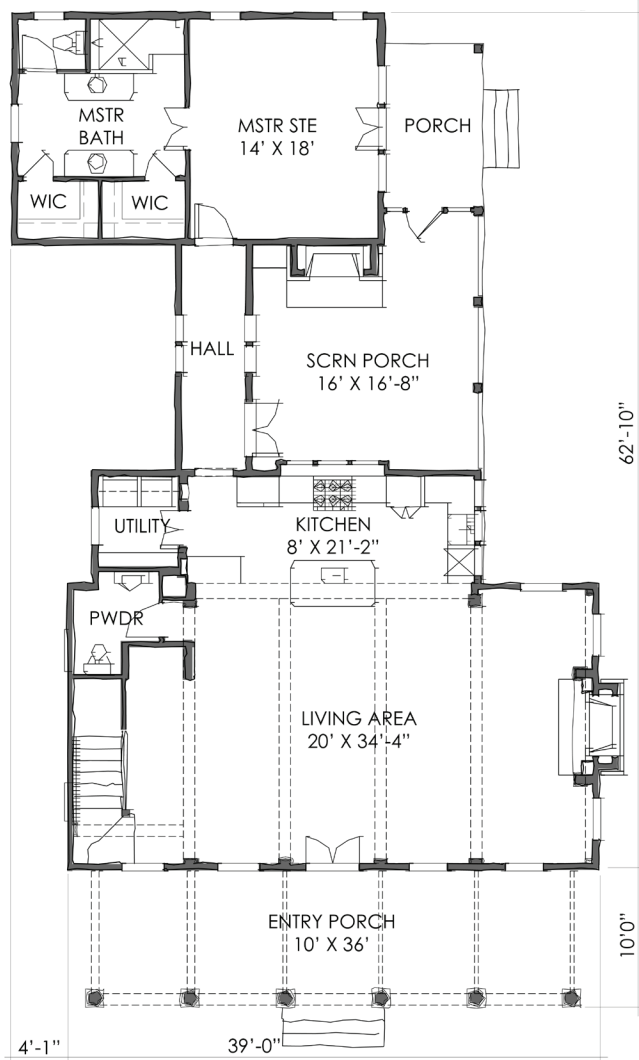 MSTR
BATH
MSTR STE
14’ X 18’
PORCH
WIC
WIC
HALL
SCRN PORCH
16’ X 16’-8”
62’-10”
UTILITY
KITCHEN
8’ X 21’-2”
PWDR
LIVING AREA
20’ X 34’-4”
ENTRY PORCH
10’ X 36’
10’0”
4’-1”
39’-0”